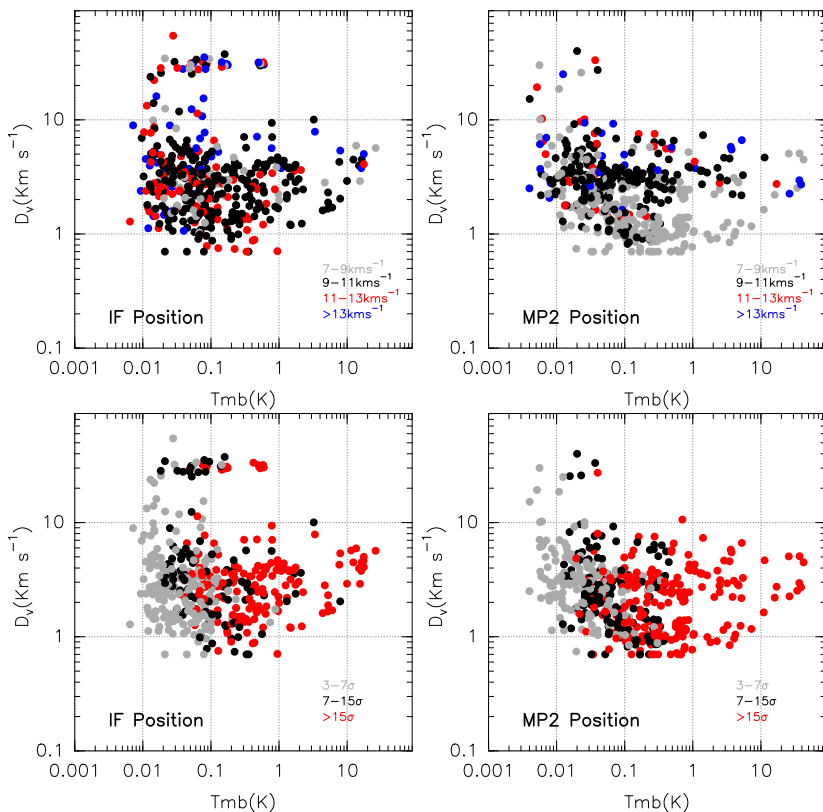 10
1
0.1
Dv(Km s⁻¹)
7−9kms⁻¹
9−11kms⁻¹
11−13kms⁻¹
>13kms⁻¹
IF Position
0.001 0.01 0.1 1 10
Tmb(K)
10
1
0.1
Dv(Km s⁻¹)
7−9kms⁻¹
9−11kms⁻¹
11−13kms⁻¹
>13kms⁻¹
MP2 Position
0.001 0.01 0.1 1 10
Tmb(K)
10
1
0.1
Dv(Km s⁻¹)
3−7σ
7−15σ
>15σ
IF Position
0.001 0.01 0.1 1 10
Tmb(K)
10
1
0.1
Dv(Km s⁻¹)
3−7σ
7−15σ
>15σ
MP2 Position
0.001 0.01 0.1 1 10
Tmb(K)